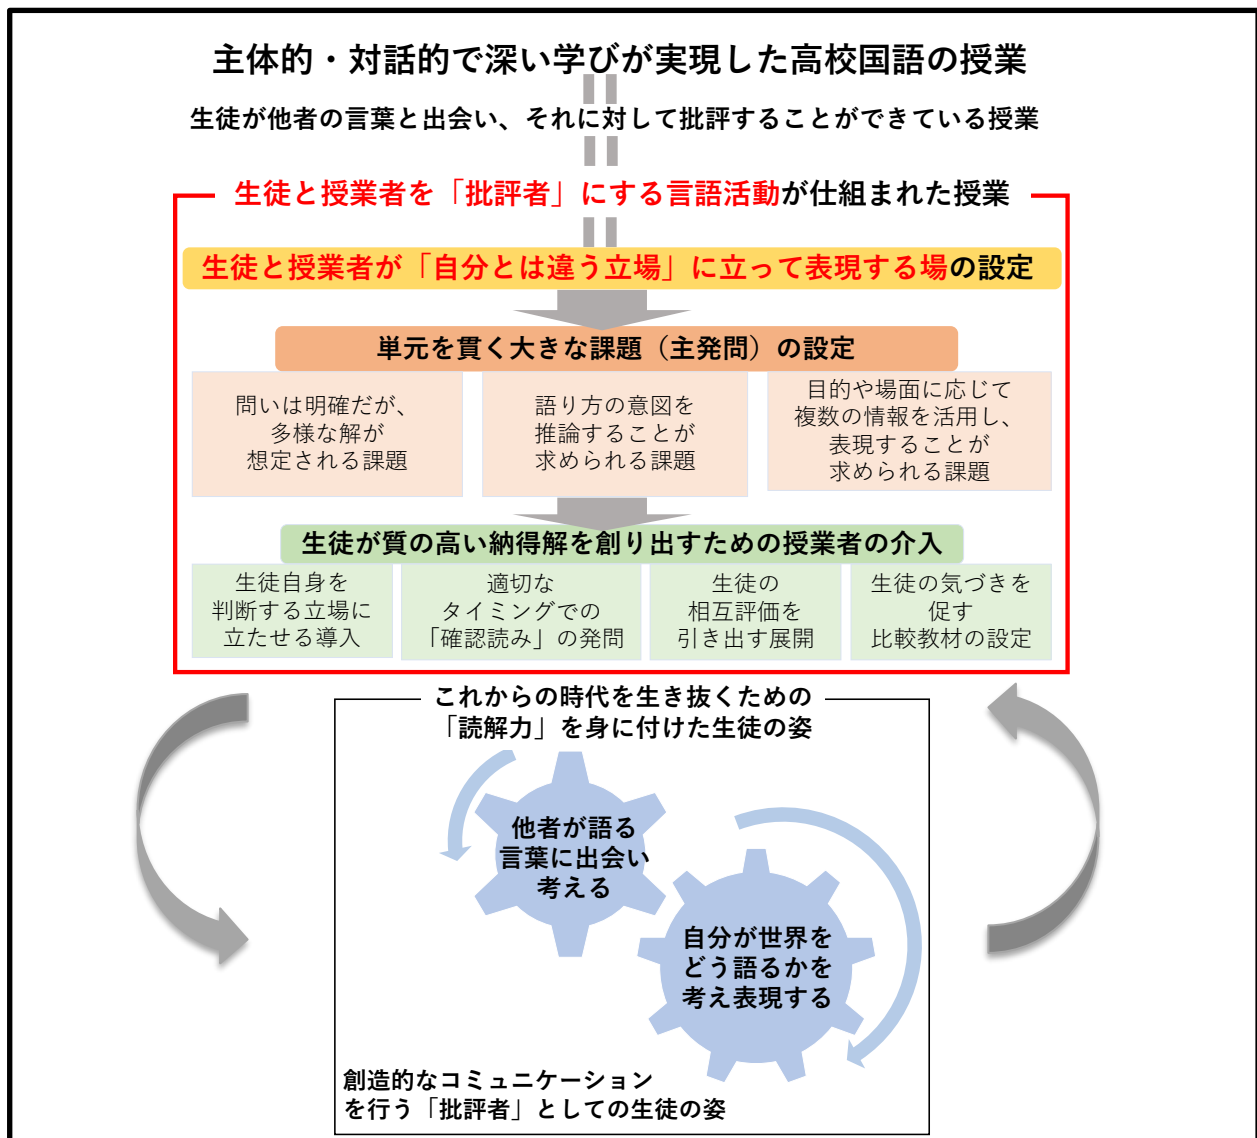 主体的・対話的で深い学びが実現した高校国語の授業
生徒が他者の言葉と出会い、それに対して批評することができている授業
生徒と授業者を「批評者」にする言語活動が仕組まれた授業
生徒と授業者が「自分とは違う立場」に立って表現する場の設定
単元を貫く大きな課題（主発問）の設定
問いは明確だが、
多様な解が
想定される課題
語り方の意図を
推論することが
求められる課題
目的や場面に応じて
複数の情報を活用し、
表現することが
求められる課題
生徒が質の高い納得解を創り出すための授業者の介入
生徒自身を
判断する立場に
立たせる導入
適切な
タイミングでの
「確認読み」の発問
生徒の
相互評価を
引き出す展開
生徒の気づきを
促す
比較教材の設定
これからの時代を生き抜くための
「読解力」を身に付けた生徒の姿
他者が語る
言葉に出会い
考える
自分が世界を
どう語るかを
考え表現する
創造的なコミュニケーション
を行う「批評者」としての生徒の姿